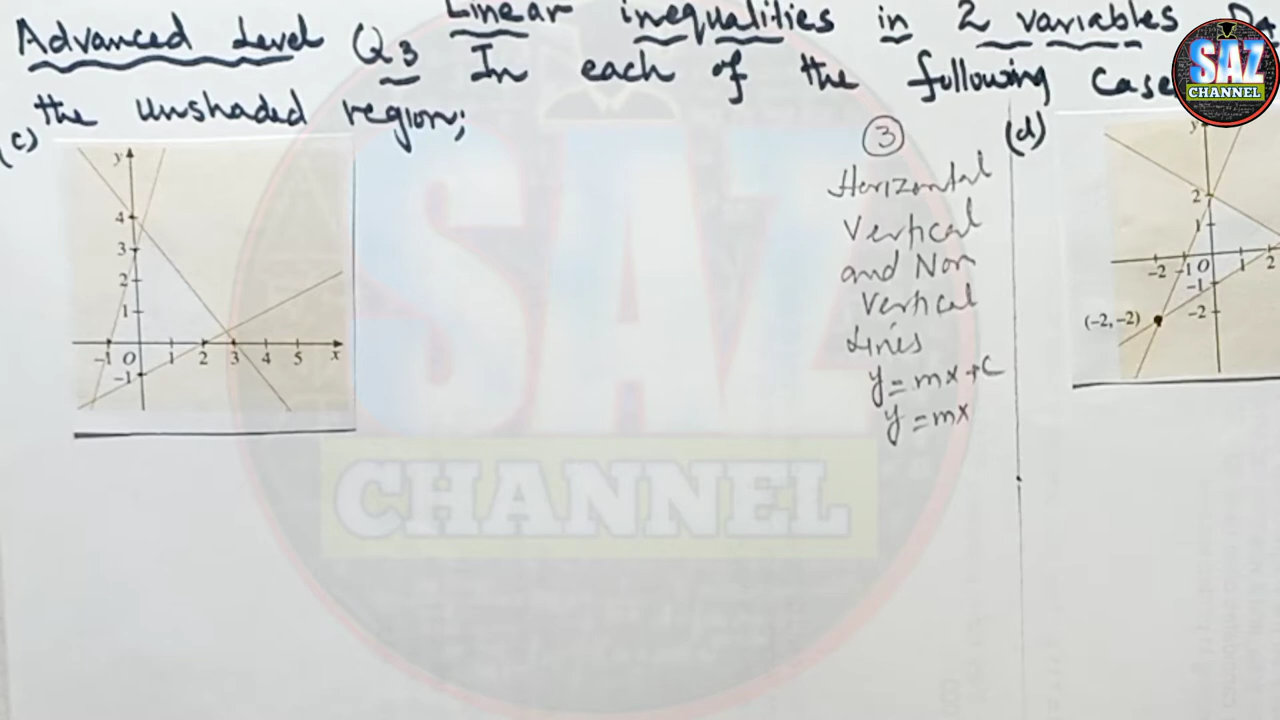 Linear inequalities in 2 variables
Advanced Level Q3 In each of the following case
the unshaded region;
SAZ
CHANNEL
(c)
y
4
3
2
1
-1 O 1 2 3 4 5 x
-1
3
Horizontal
Vertical
and Non
Vertical
Lines
y = mx + c
y = mx
(d)
y
2
1
-2 -1 O 1 2
-1
(-2, -2) -2
SAZ
CHANNEL